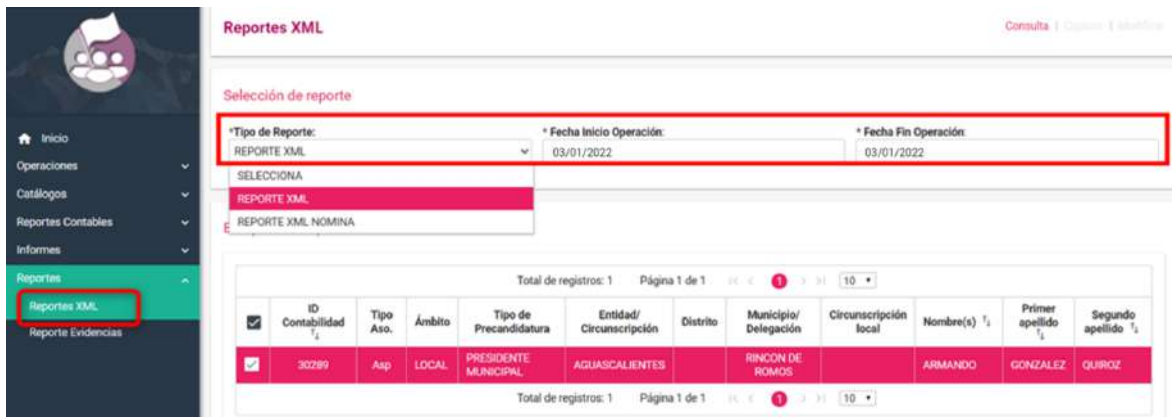 Reportes XML
Consulta | Captura | Modificar
Selección de reporte
*Tipo de Reporte: * Fecha Inicio Operación: * Fecha Fin Operación:
REPORTE XML 03/01/2022 03/01/2022
SELECCIONA
REPORTE XML
REPORTE XML NOMINA
Inicio
Operaciones
Catálogos
Reportes Contables
Informes
Reportes
Reportes XML
Reporte Evidencias
Total de registros: 1 Página 1 de 1 1 10
ID Contabilidad Tipo Aso. Ámbito Tipo de Precandidatura Entidad/ Circunscripción Distrito Municipio/ Delegación Circunscripción local Nombre(s) Primer apellido Segundo apellido
30289 Asp LOCAL PRESIDENTE MUNICIPAL AGUASCALIENTES RINCON DE ROMOS ARMANDO GONZALEZ QUIROZ
Total de registros: 1 Página 1 de 1 1 10